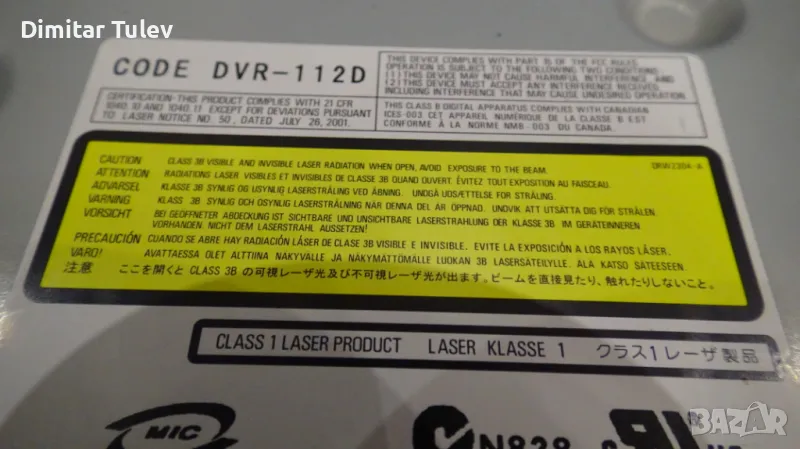 Dimitar Tulev
CODE DVR-112D
THIS DEVICE COMPLIES WITH PART 15 OF THE FCC RULES
OPERATION IS SUBJECT TO THE FOLLOWING TWO CONDITIONS
(1) THIS DEVICE MAY NOT CAUSE HARMFUL INTERFERENCE, AND
(2) THIS DEVICE MUST ACCEPT ANY INTERFERENCE RECEIVED,
INCLUDING INTERFERENCE THAT MAY CAUSE UNDESIRED OPERATION
CERTIFICATION: THIS PRODUCT COMPLIES WITH 21 CFR
1040.10 AND 1040.11 EXCEPT FOR DEVIATIONS PURSUANT
TO LASER NOTICE NO. 50, DATED JULY 26, 2001.
THIS CLASS B DIGITAL APPARATUS COMPLIES WITH CANADIAN
ICES-003 CET APPAREIL NUMÉRIQUE DE LA CLASSE B EST
CONFORME À LA NORME NMB-003 DU CANADA.
CAUTION CLASS 3B VISIBLE AND INVISIBLE LASER RADIATION WHEN OPEN, AVOID EXPOSURE TO THE BEAM. DRW2304-A
ATTENTION RADIATIONS LASER VISIBLES ET INVISIBLES DE CLASSE 3B QUAND OUVERT. ÉVITEZ TOUT EXPOSITION AU FAISCEAU.
ADVARSEL KLASSE 3B SYNLIG OG USYNLIG LASERSTRÅLING VED ÅBNING. UNDGÅ UDSÆTTELSE FOR STRÅLING.
VARNING KLASS 3B SYNLIG OCH OSYNLIG LASERSTRÅLNING NÄR DENNA DEL AR ÖPPNAD. UNDVIK ATT UTSÄTTA DIG FÖR STRÅLEN
VORSICHT BEI GEÖFFNETER ABDECKUNG IST SICHTBARE UND UNSICHTBARE LASERSTRAHLUNG DER KLASSE 3B IM GERÄTEINNEREN
VORHANDEN. NICHT DEM LASERSTRAHL AUSSETZEN!
PRECAUCIÓN CUANDO SE ABRE HAY RADIACIÓN LÁSER DE CLASE 3B VISIBLE E INVISIBLE. EVITE LA EXPOSICIÓN A LOS RAYOS LÁSER.
VARO! AVATTAESSA OLET ALTTIINA NÄKYVÄLLE JA NÄKYMÄTTÖMÄLLE LUOKAN 3B LASERSÄTEILYLLE. ÄLÄ KATSO SÄTEESEEN
注意 ここを開くと CLASS 3B の可視レーザ光及び不可視レーザ光が出ます。ビームを直接見たり、触れたりしないこと。
CLASS 1 LASER PRODUCT LASER KLASSE 1 クラス1レーザ製品
MIC
N828
BAZAR